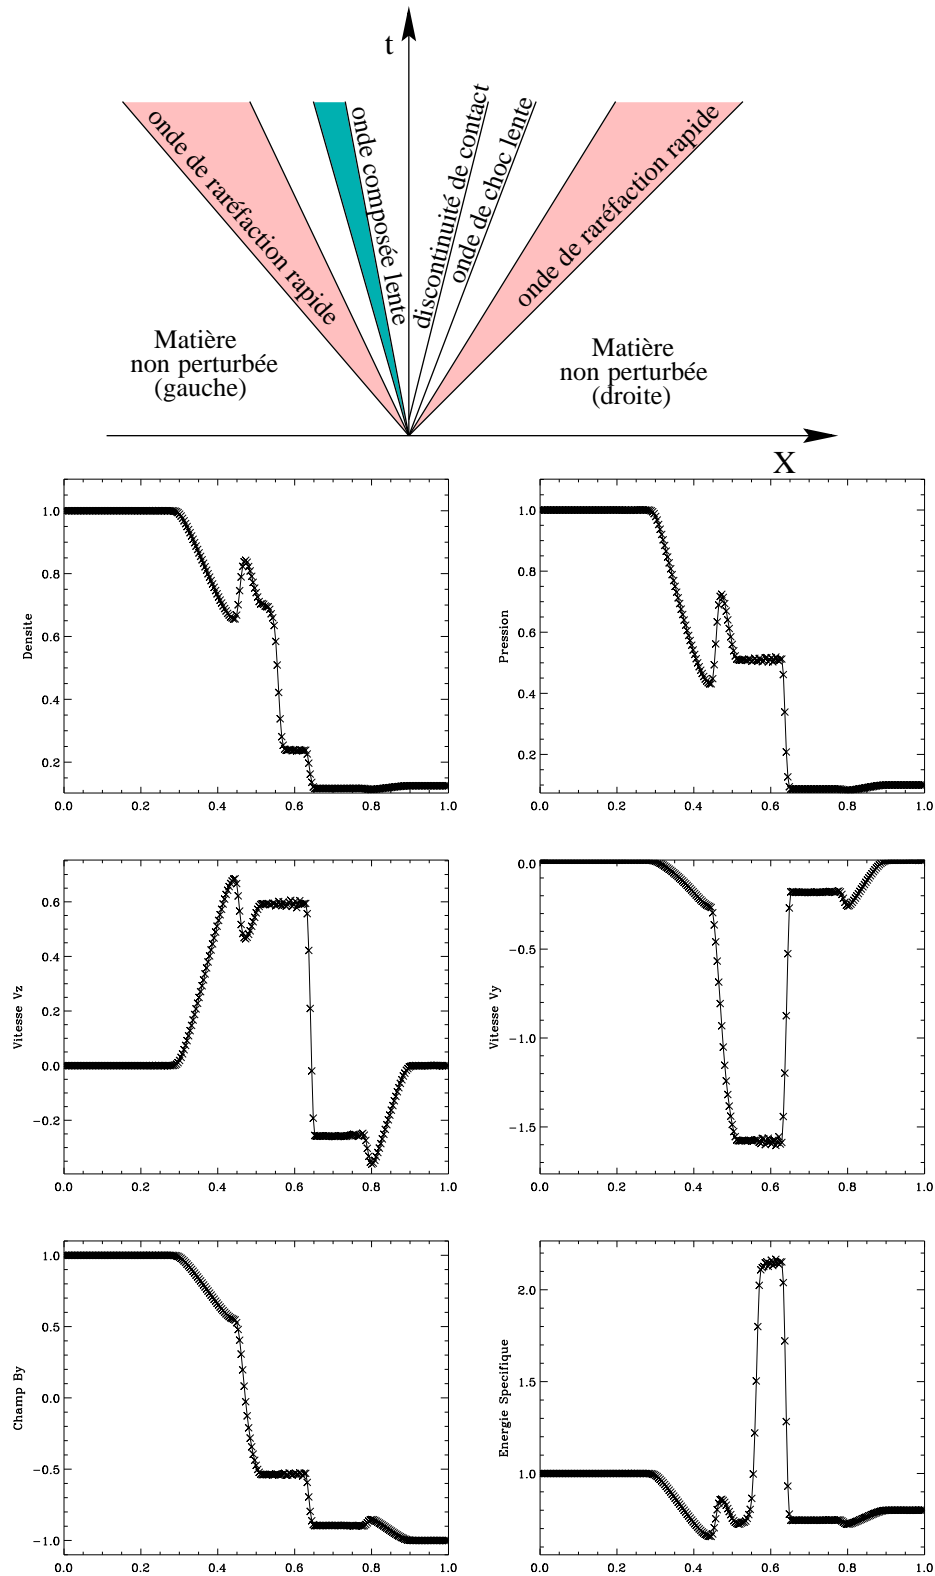 t
onde de raréfaction rapide
onde composée lente
discontinuité de contact
onde de choc lente
onde de raréfaction rapide
Matière
non perturbée
(gauche)
Matière
non perturbée
(droite)
X
Densite
1.0
0.8
0.6
0.4
0.2
0.0 0.2 0.4 0.6 0.8 1.0
Pression
1.0
0.8
0.6
0.4
0.2
0.0 0.2 0.4 0.6 0.8 1.0
Vitesse Vz
0.6
0.4
0.2
0.0
−0.2
0.0 0.2 0.4 0.6 0.8 1.0
Vitesse Vy
0.0
−0.5
−1.0
−1.5
0.0 0.2 0.4 0.6 0.8 1.0
Champ By
1.0
0.5
0.0
−0.5
−1.0
0.0 0.2 0.4 0.6 0.8 1.0
Energie Specifique
2.0
1.5
1.0
0.0 0.2 0.4 0.6 0.8 1.0